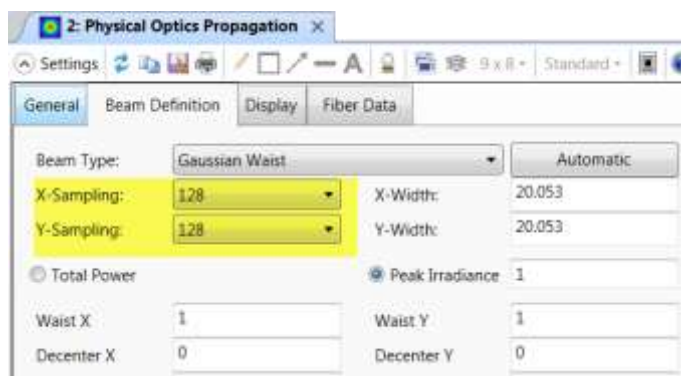 2: Physical Optics Propagation
Settings A 9 x 8 Standard
General Beam Definition Display Fiber Data
Beam Type: Gaussian Waist Automatic
X-Sampling: 128 X-Width: 20.053
Y-Sampling: 128 Y-Width: 20.053
Total Power Peak Irradiance 1
Waist X 1 Waist Y 1
Decenter X 0 Decenter Y 0